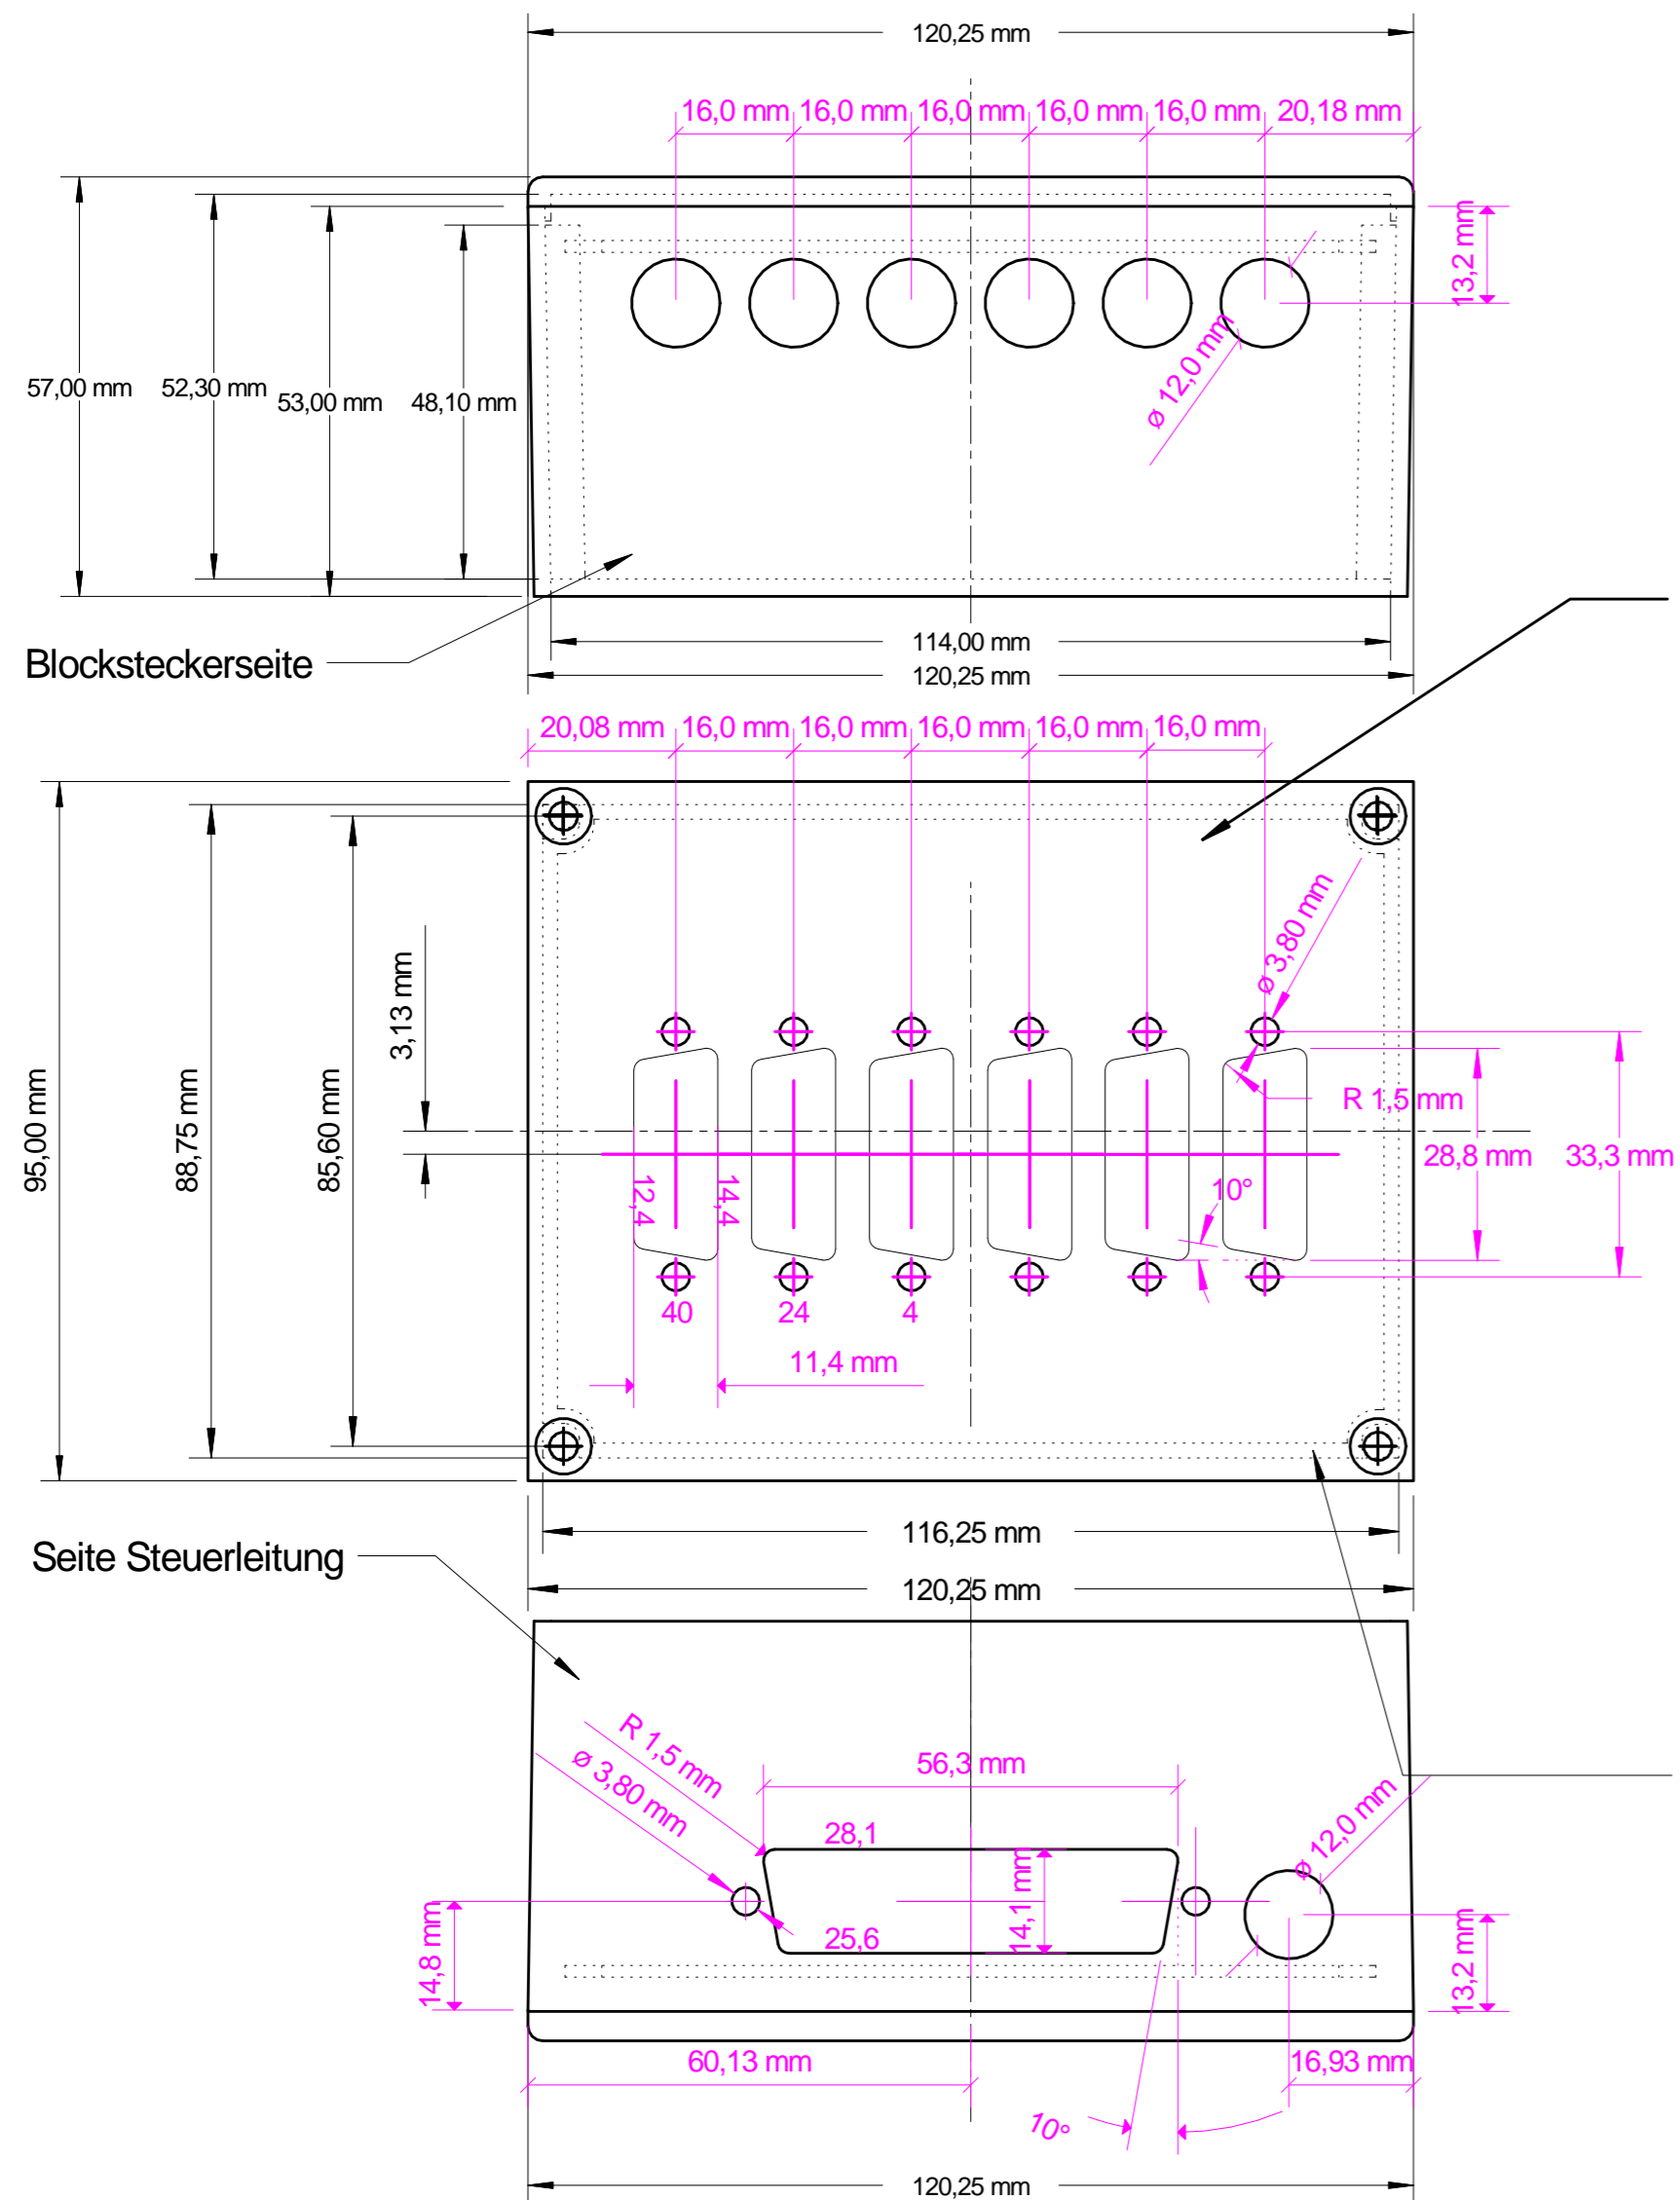 120,25 mm
16,0 mm 16,0 mm 16,0 mm 16,0 mm 16,0 mm 20,18 mm
13,2 mm
57,00 mm
52,30 mm
53,00 mm
48,10 mm
ø 12,0 mm
Blocksteckerseite
114,00 mm
120,25 mm
20,08 mm 16,0 mm 16,0 mm 16,0 mm 16,0 mm 16,0 mm
ø 3,80 mm
3,13 mm
95,00 mm
88,75 mm
85,60 mm
R 1,5 mm
28,8 mm
33,3 mm
12,4
14,4
10°
40
24
4
11,4 mm
116,25 mm
Seite Steuerleitung
120,25 mm
R 1,5 mm
ø 3,80 mm
56,3 mm
ø 12,0 mm
28,1
14,1 mm
25,6
14,8 mm
13,2 mm
60,13 mm
16,93 mm
10°
120,25 mm